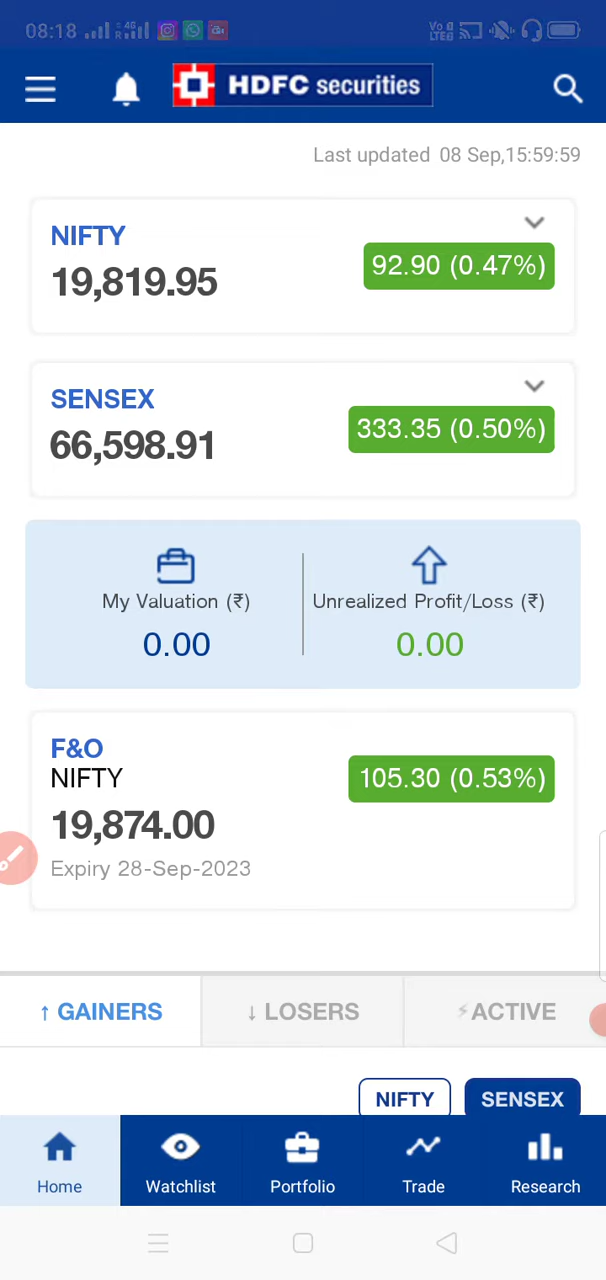 08:18
HDFC securities
Last updated 08 Sep,15:59:59
NIFTY
92.90 (0.47%)
19,819.95
SENSEX
333.35 (0.50%)
66,598.91
My Valuation (₹)
Unrealized Profit/Loss (₹)
0.00
0.00
F&O
NIFTY
105.30 (0.53%)
19,874.00
Expiry 28-Sep-2023
↑ GAINERS
↓ LOSERS
⚡ACTIVE
NIFTY
SENSEX
Home
Watchlist
Portfolio
Trade
Research